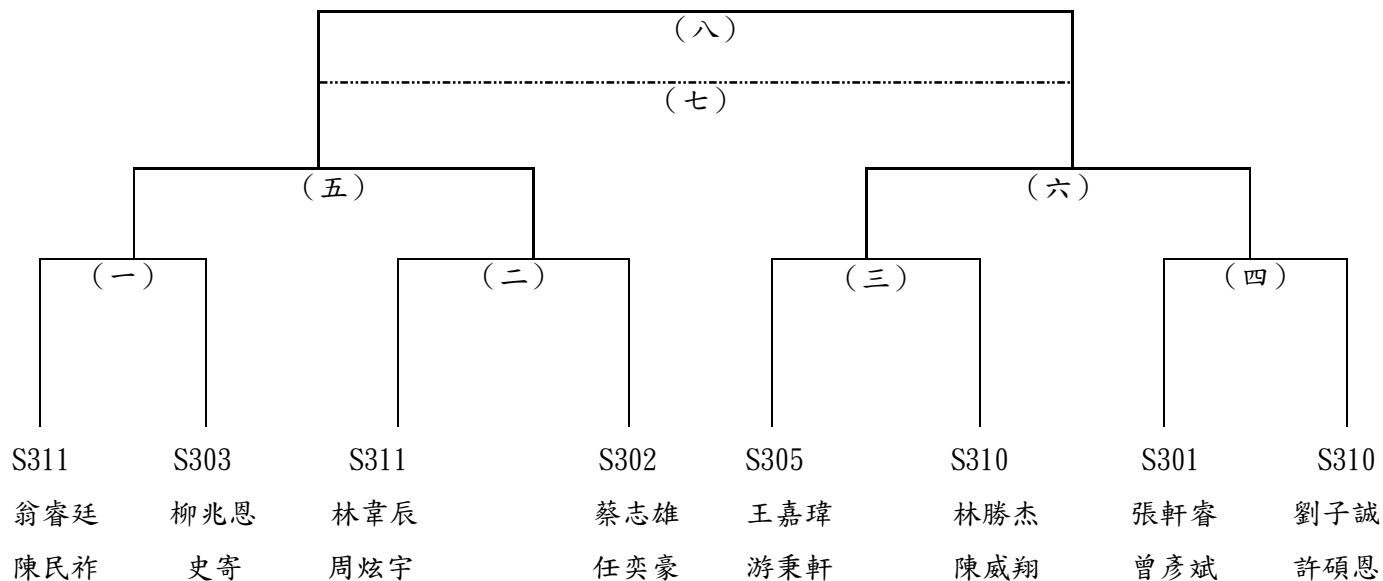 （八）
（七）
（五） （六）
（一） （二） （三） （四）
S311 S303 S311 S302 S305 S310 S301 S310
翁睿廷 柳兆恩 林韋辰 蔡志雄 王嘉瑋 林勝杰 張軒睿 劉子誠
陳民祚 史寄 周炫宇 任奕豪 游秉軒 陳威翔 曾彥斌 許碩恩